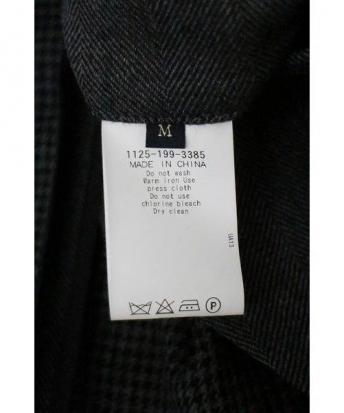 M
1125-199-3385
MADE IN CHINA
Do not wash
Warm iron Use
press cloth
Do not use
chlorine bleach
Dry clean
UA13
P